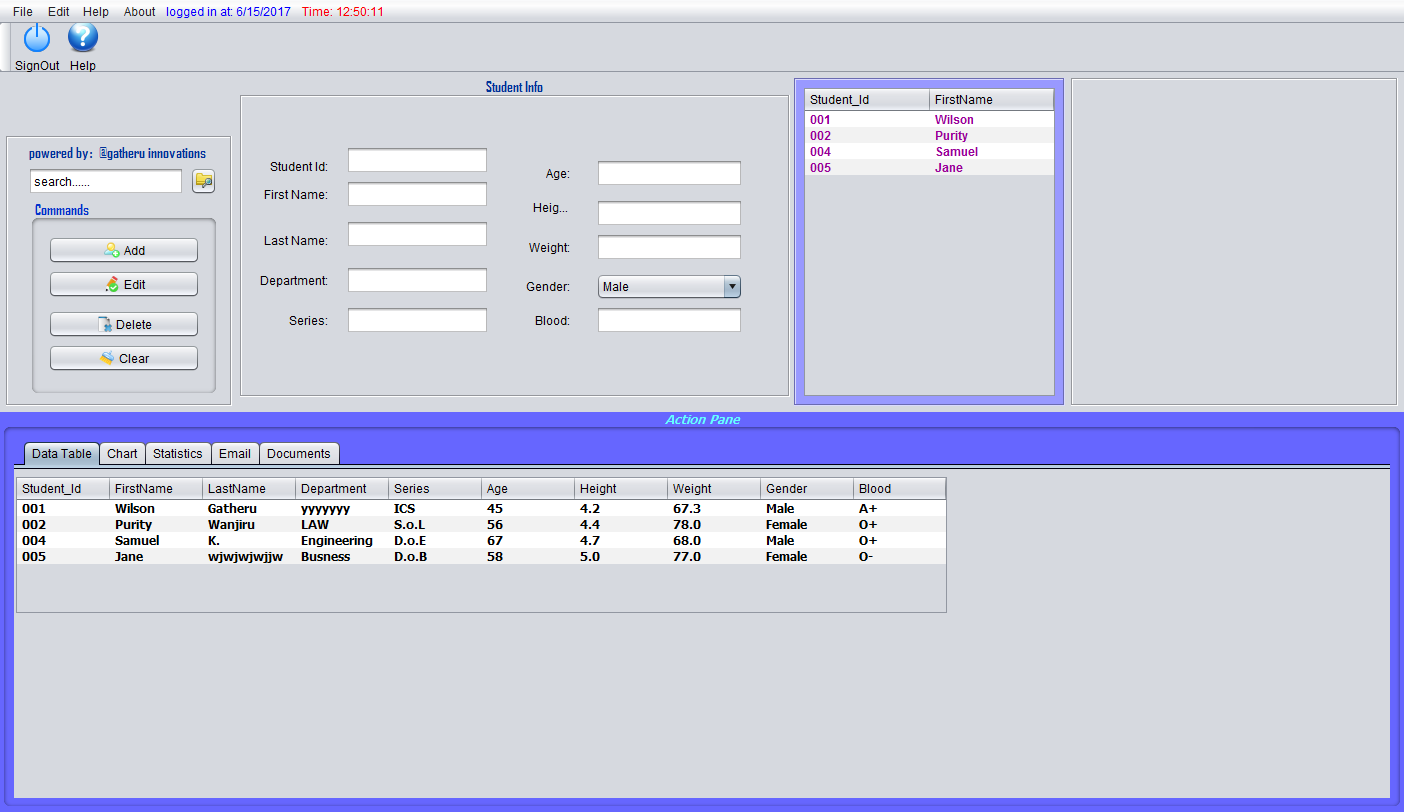 File Edit Help About logged in at: 6/15/2017 Time: 12:50:11
SignOut Help
powered by: @gatheru innovations
search......
Commands
Add
Edit
Delete
Clear
Student Info
Student Id:
First Name:
Last Name:
Department:
Series:
Age:
Heig...
Weight:
Gender: Male
Blood:
Student_Id FirstName
001 Wilson
002 Purity
004 Samuel
005 Jane
Action Pane
Data Table Chart Statistics Email Documents
Student_Id FirstName LastName Department Series Age Height Weight Gender Blood
001 Wilson Gatheru yyyyyyy ICS 45 4.2 67.3 Male A+
002 Purity Wanjiru LAW S.o.L 56 4.4 78.0 Female O+
004 Samuel K. Engineering D.o.E 67 4.7 68.0 Male O+
005 Jane wjwjwjwjjw Busness D.o.B 58 5.0 77.0 Female O-